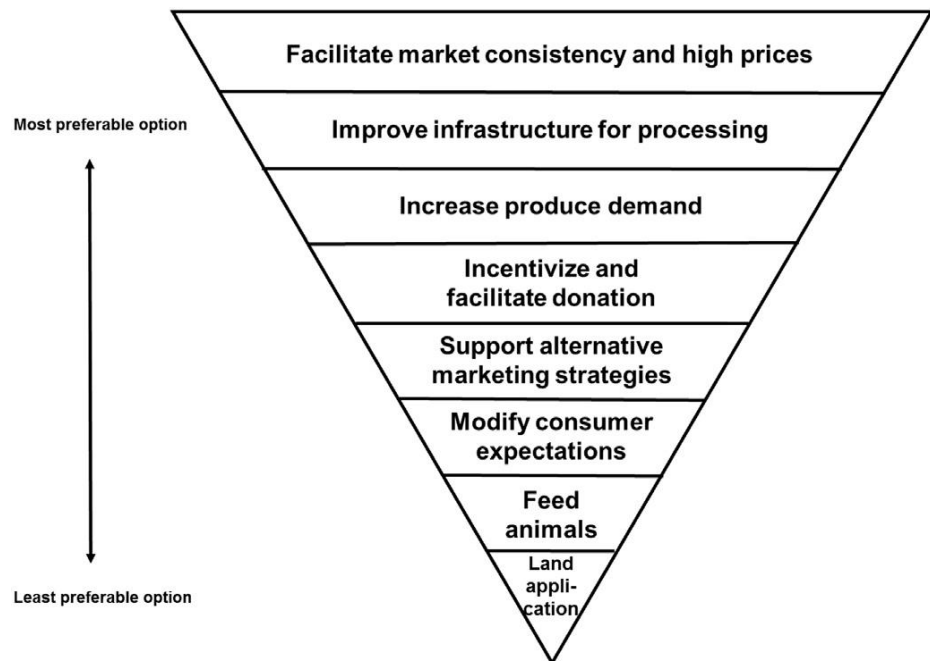 Facilitate market consistency and high prices
Most preferable option
Improve infrastructure for processing
Increase produce demand
Incentivize and
facilitate donation
Support alternative
marketing strategies
Modify consumer
expectations
Feed
animals
Land
appli-
cation
Least preferable option